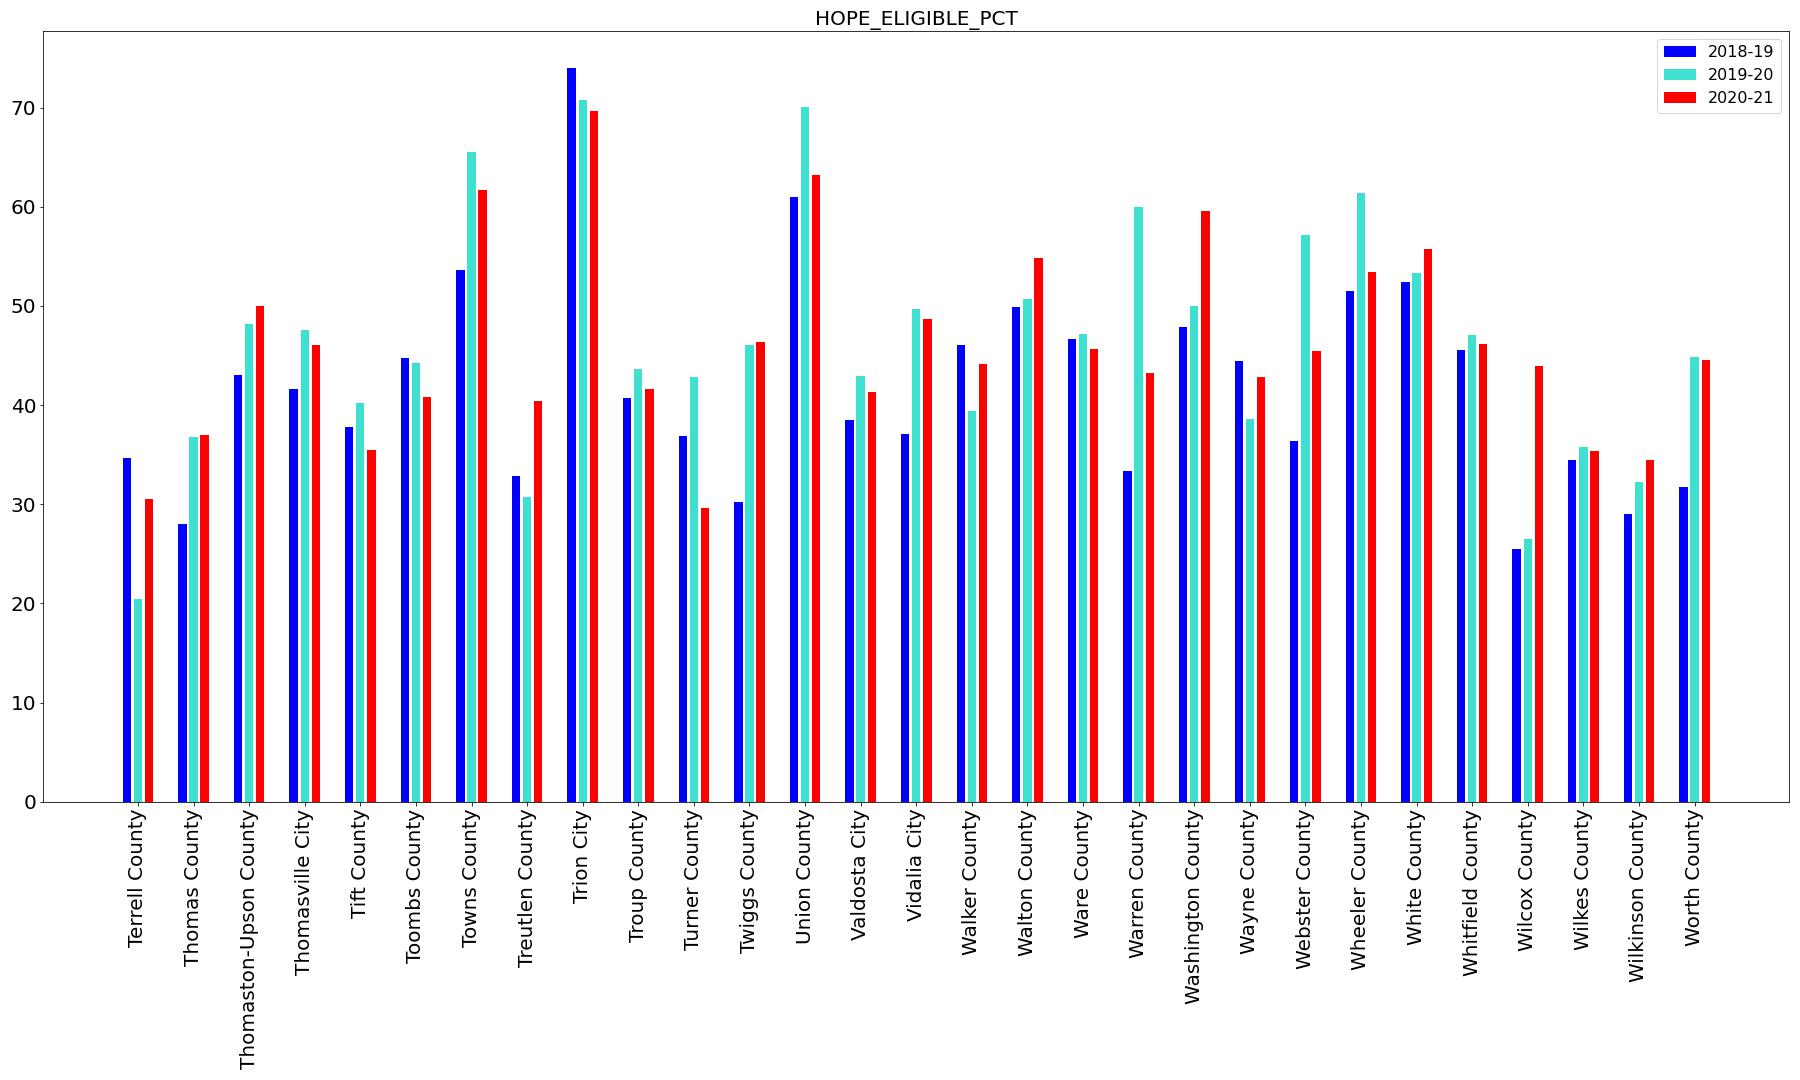 HOPE_ELIGIBLE_PCT
2018-19
2019-20
2020-21
70
60
50
40
30
20
10
0
Terrell County
Thomas County
Thomaston-Upson County
Thomasville City
Tift County
Toombs County
Towns County
Treutlen County
Trion City
Troup County
Turner County
Twiggs County
Union County
Valdosta City
Vidalia City
Walker County
Walton County
Ware County
Warren County
Washington County
Wayne County
Webster County
Wheeler County
White County
Whitfield County
Wilcox County
Wilkes County
Wilkinson County
Worth County